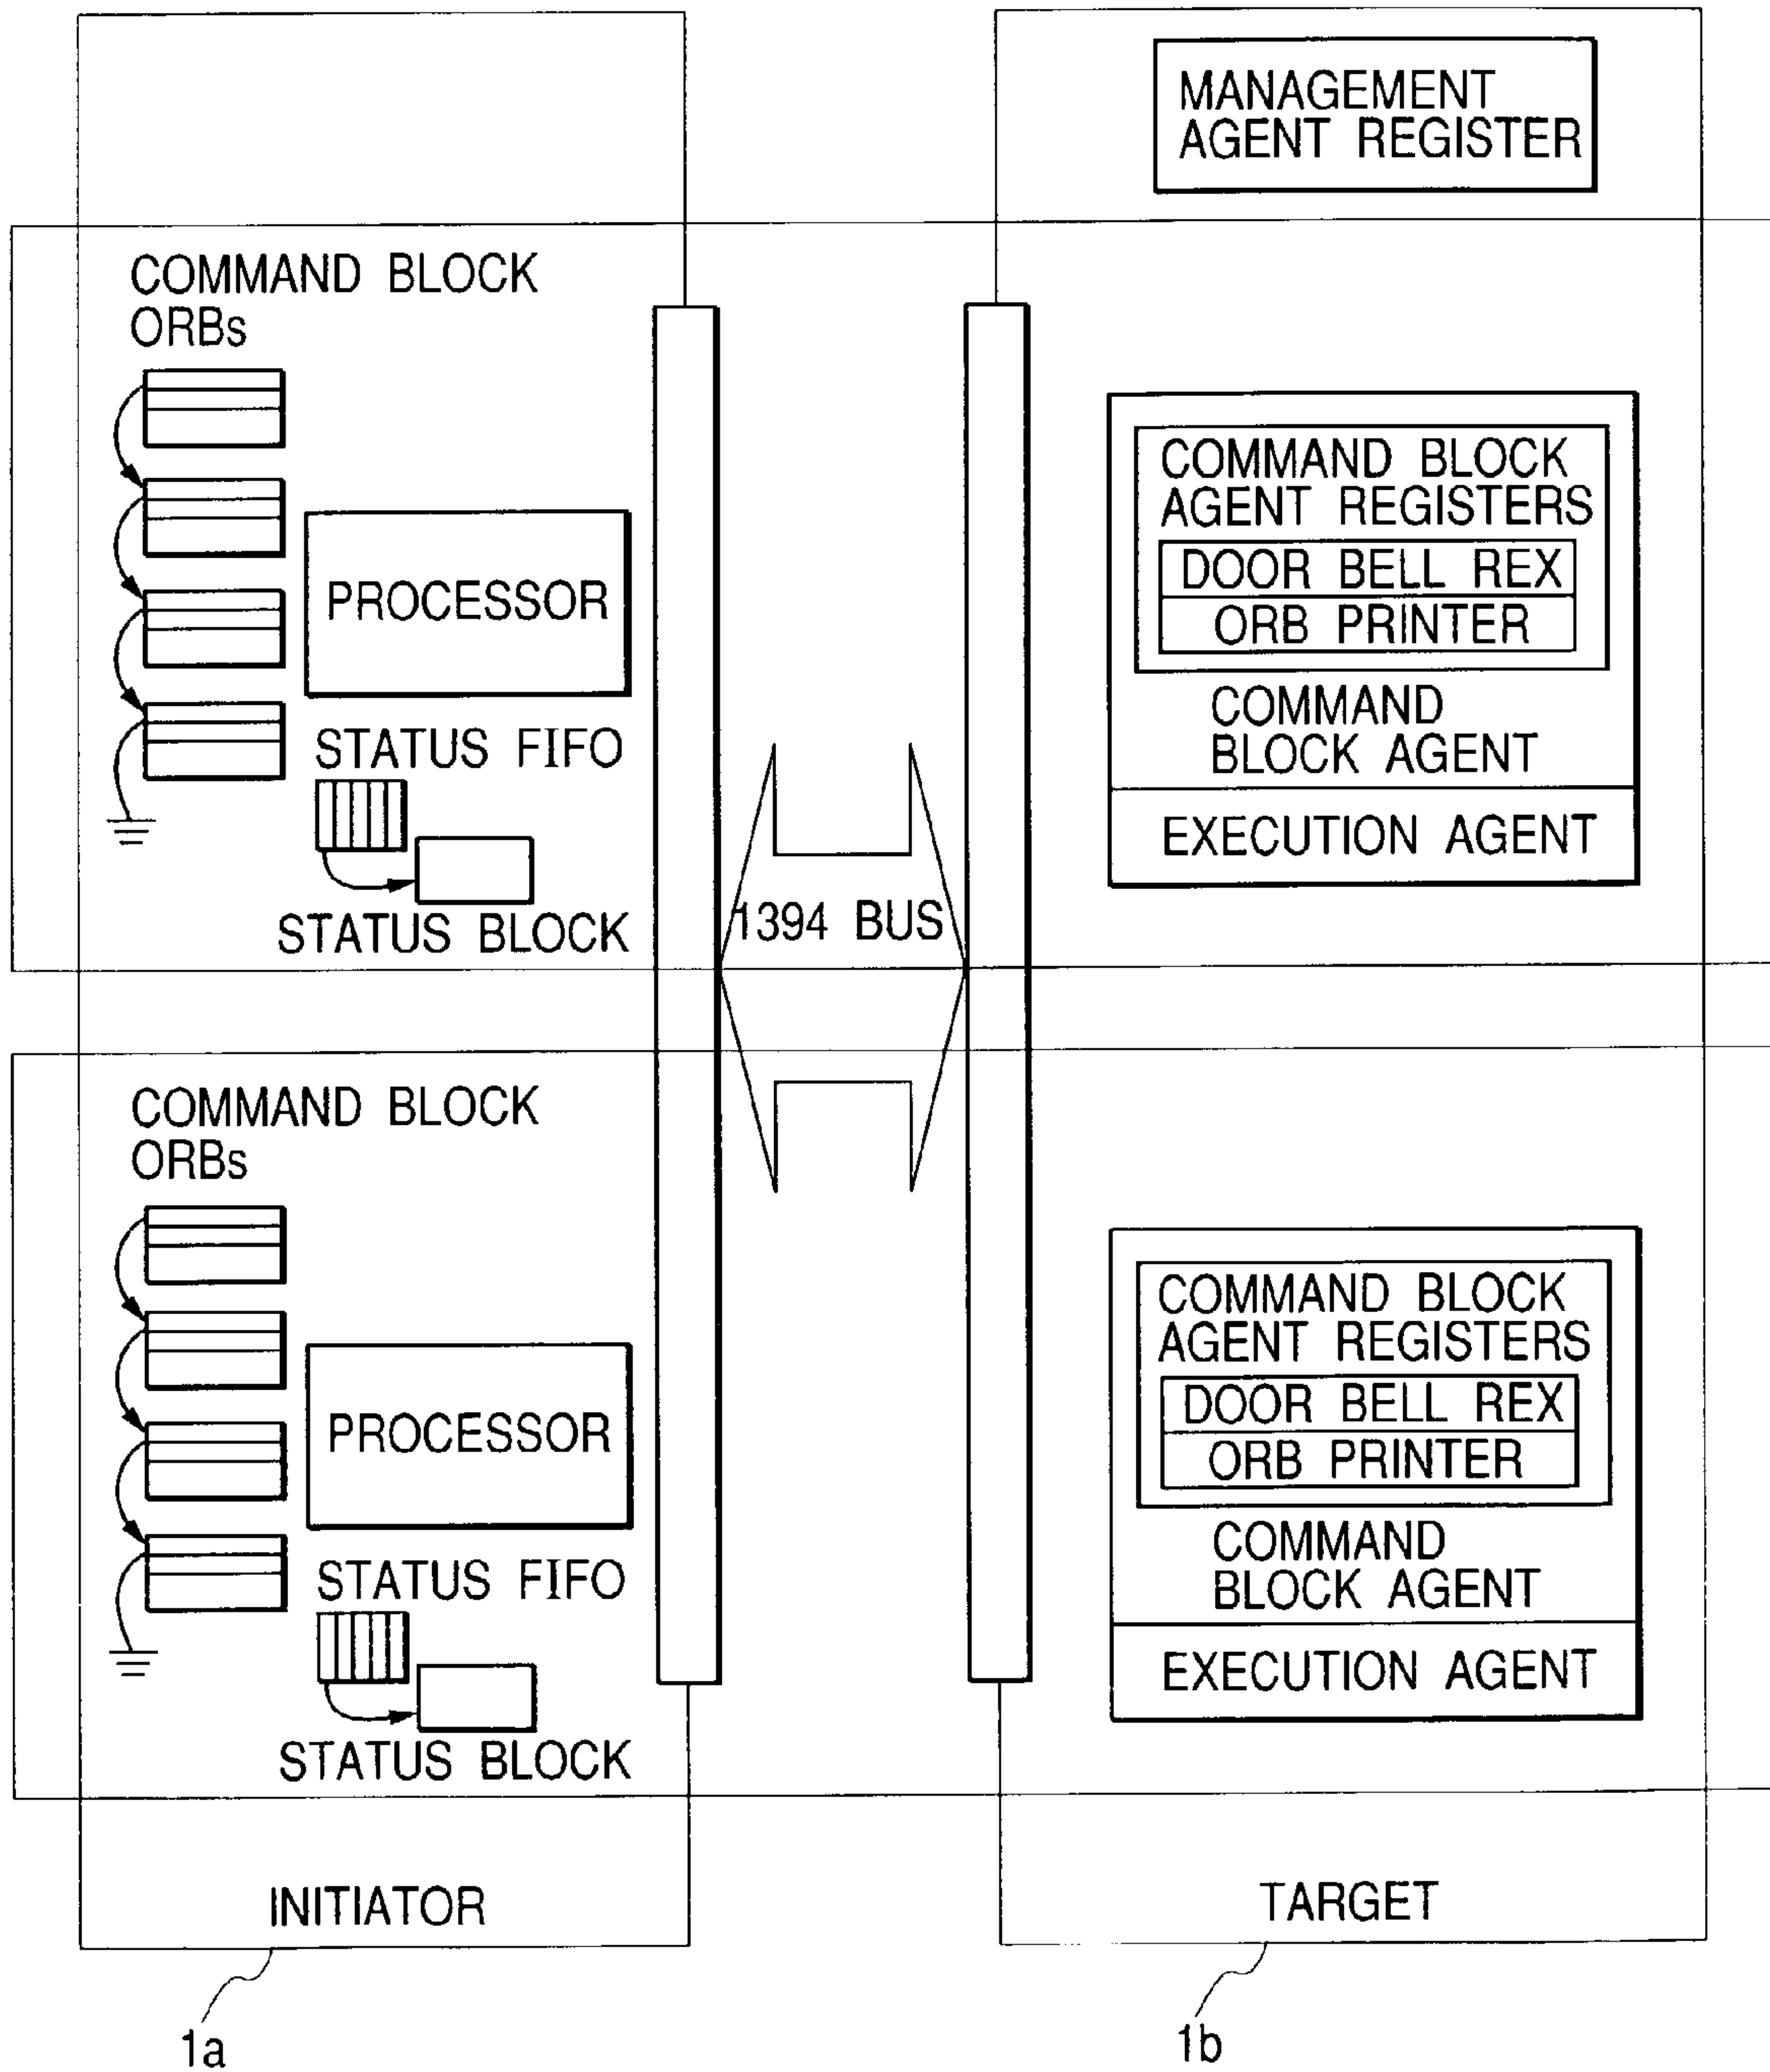 MANAGEMENT
AGENT REGISTER
COMMAND BLOCK
ORBs
PROCESSOR
STATUS FIFO
STATUS BLOCK
1394 BUS
COMMAND BLOCK
AGENT REGISTERS
DOOR BELL REX
ORB PRINTER
COMMAND
BLOCK AGENT
EXECUTION AGENT
COMMAND BLOCK
ORBs
PROCESSOR
STATUS FIFO
STATUS BLOCK
COMMAND BLOCK
AGENT REGISTERS
DOOR BELL REX
ORB PRINTER
COMMAND
BLOCK AGENT
EXECUTION AGENT
INITIATOR
TARGET
1a
1b